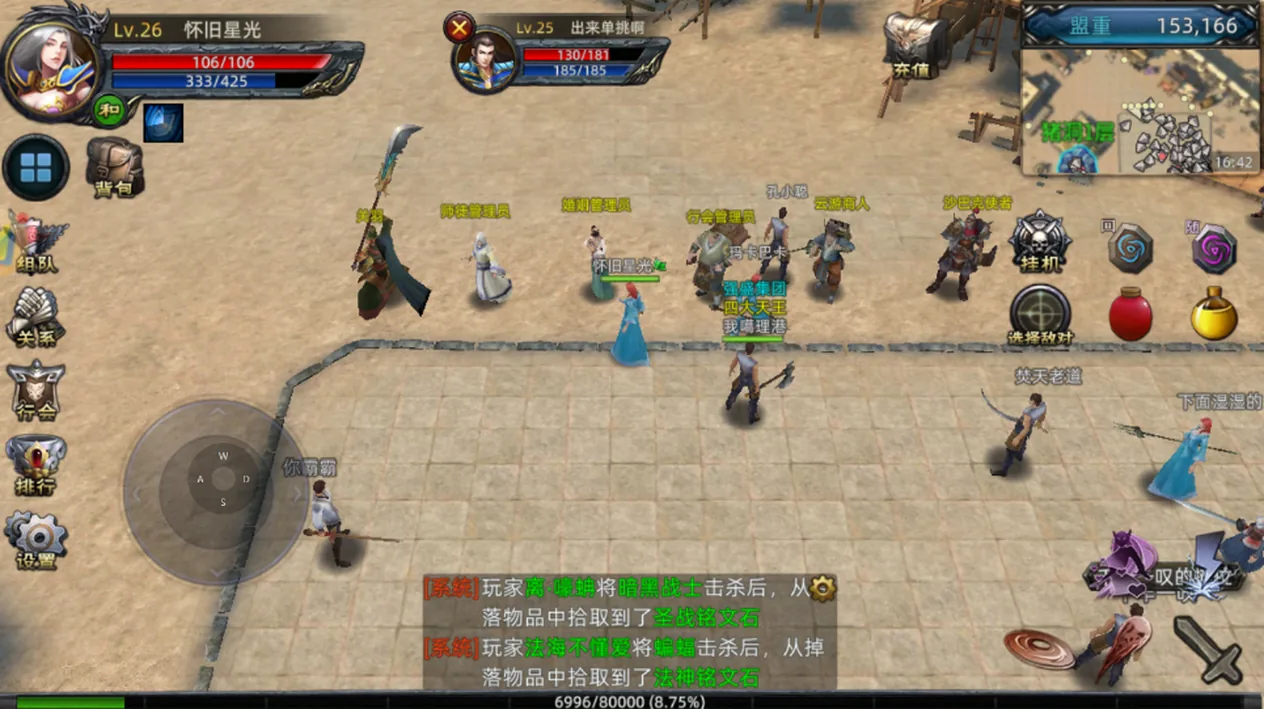 Lv.26 怀旧星光
106/106
333/425
和
Lv.25 出来单挑啊
130/181
185/185
充值
盟重 153,166
猪洞1层
16:42
背包
组队
关系
行会
排行
设置
师徒管理员
婚姻管理员
行会管理员
孔小聪
云游商人
沙巴克使者
玛卡巴卡
怀旧星光
强盛集团
四大天王
我嘚理港
挂机
回
随
选择敌对
焚天老道
下面湿湿的
你霸霸
W
A D
S
[系统]玩家离·嚎蚺将暗黑战士击杀后，从
落物品中拾取到了圣战铭文石
[系统]玩家法海不懂爱将蝙蝠击杀后，从掉
落物品中拾取到了法神铭文石
6996/80000 (8.75%)